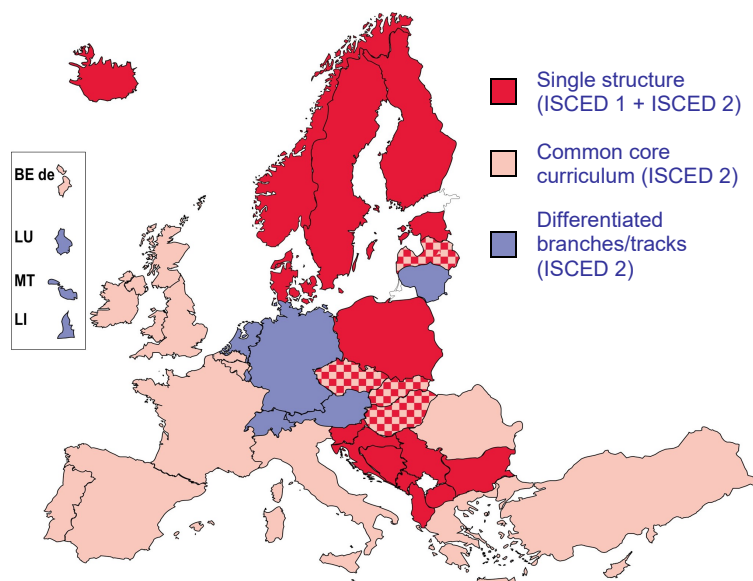 Single structure
(ISCED 1 + ISCED 2)
Common core
curriculum (ISCED 2)
Differentiated
branches/tracks
(ISCED 2)
BE de
LU
MT
LI